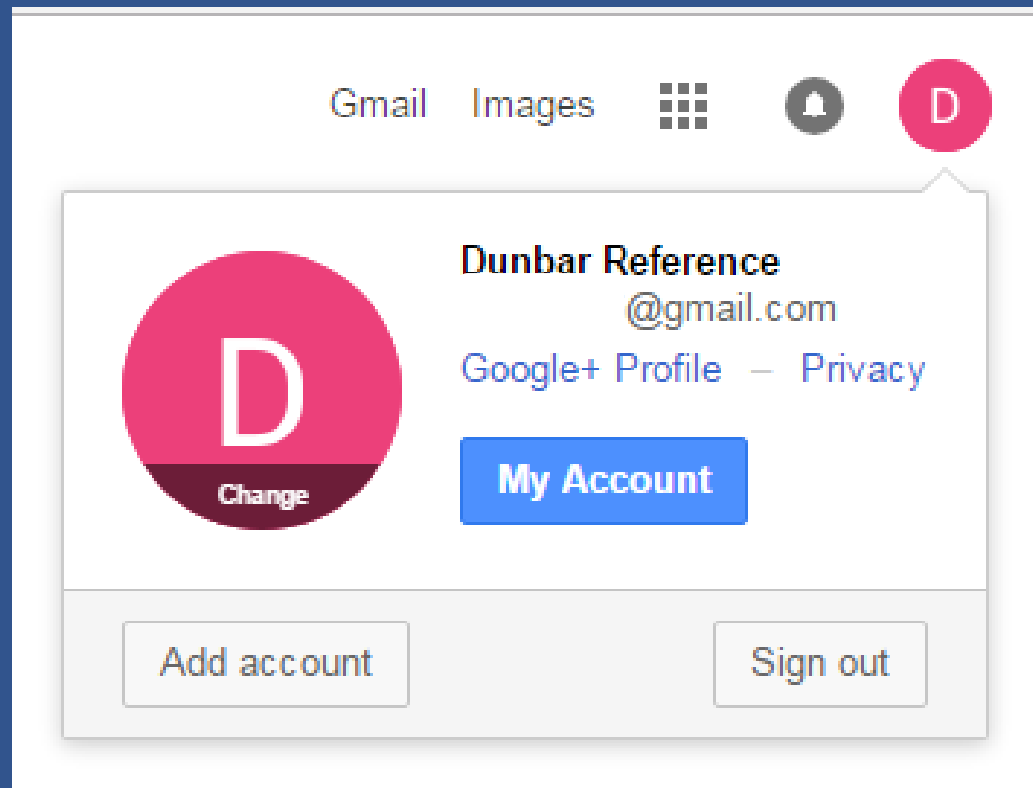 Gmail Images D
Dunbar Reference
@gmail.com
D
Google+ Profile – Privacy
My Account
Change
Add account Sign out